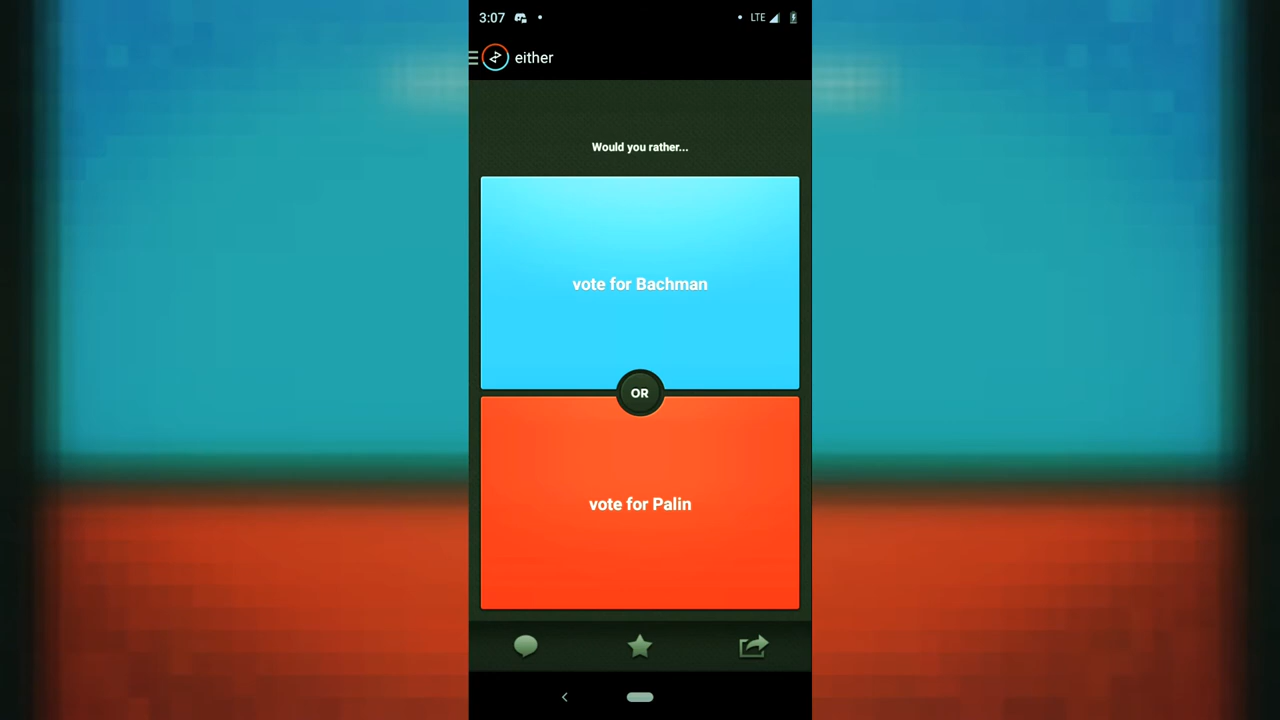 3:07
LTE
either
Would you rather...
vote for Bachman
OR
vote for Palin